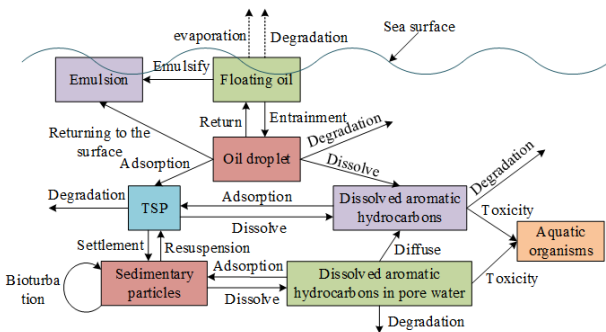 evaporation
Degradation
Sea surface
Emulsion
Emulsify
Floating oil
Returning to the
surface
Return
Entrainment
Degradation
Adsorption
Oil droplet
Dissolve
Degradation
Degradation
TSP
Adsorption
Dissolve
Dissolved aromatic
hydrocarbons
Toxicity
Aquatic
organisms
Settlement
Resuspension
Diffuse
Bioturba
tion
Sedimentary
particles
Adsorption
Dissolve
Dissolved aromatic
hydrocarbons in pore water
Toxicity
Degradation